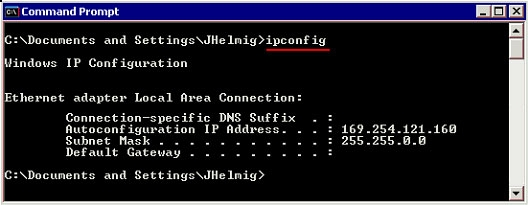 Command Prompt
C:\Documents and Settings\JHelmig>ipconfig
Windows IP Configuration
Ethernet adapter Local Area Connection:
Connection-specific DNS Suffix  . :
Autoconfiguration IP Address. . . : 169.254.121.160
Subnet Mask . . . . . . . . . . . : 255.255.0.0
Default Gateway . . . . . . . . . :
C:\Documents and Settings\JHelmig>